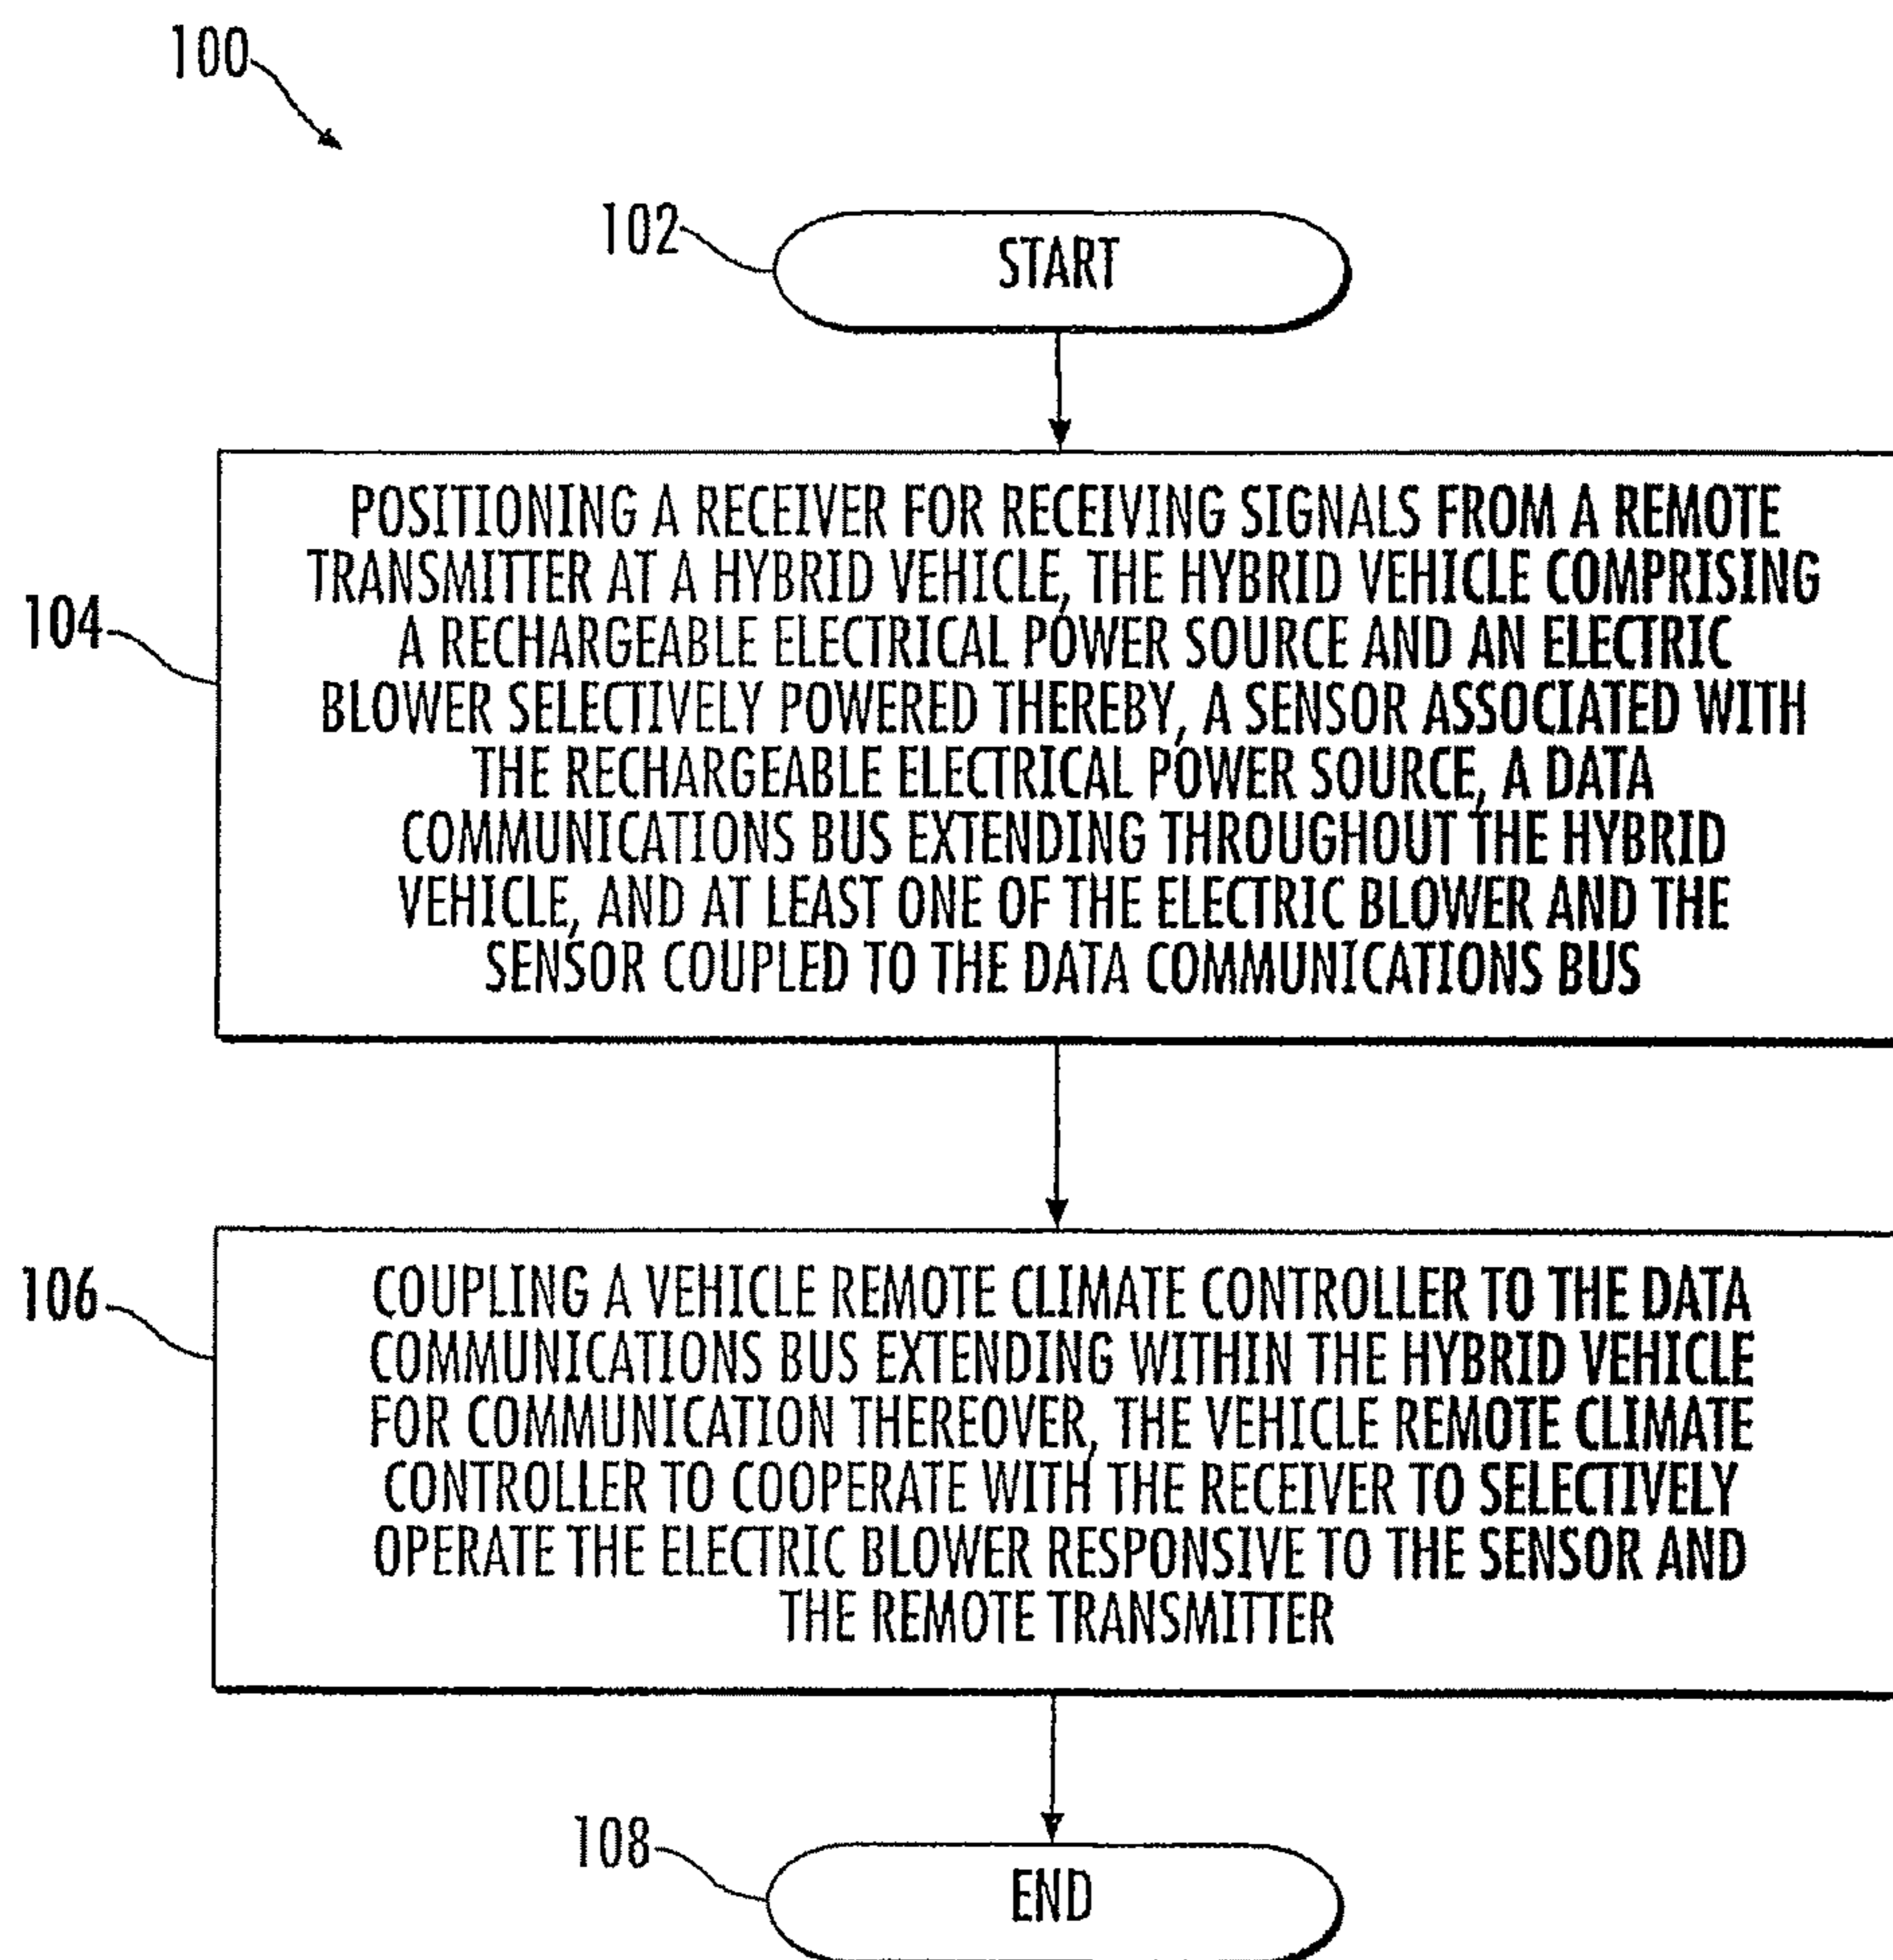 100
102
START
104
POSITIONING A RECEIVER FOR RECEIVING SIGNALS FROM A REMOTE
TRANSMITTER AT A HYBRID VEHICLE, THE HYBRID VEHICLE COMPRISING
A RECHARGEABLE ELECTRICAL POWER SOURCE AND AN ELECTRIC
BLOWER SELECTIVELY POWERED THEREBY, A SENSOR ASSOCIATED WITH
THE RECHARGEABLE ELECTRICAL POWER SOURCE, A DATA
COMMUNICATIONS BUS EXTENDING THROUGHOUT THE HYBRID
VEHICLE, AND AT LEAST ONE OF THE ELECTRIC BLOWER AND THE
SENSOR COUPLED TO THE DATA COMMUNICATIONS BUS
106
COUPLING A VEHICLE REMOTE CLIMATE CONTROLLER TO THE DATA
COMMUNICATIONS BUS EXTENDING WITHIN THE HYBRID VEHICLE
FOR COMMUNICATION THEREOVER, THE VEHICLE REMOTE CLIMATE
CONTROLLER TO COOPERATE WITH THE RECEIVER TO SELECTIVELY
OPERATE THE ELECTRIC BLOWER RESPONSIVE TO THE SENSOR AND
THE REMOTE TRANSMITTER
108
END